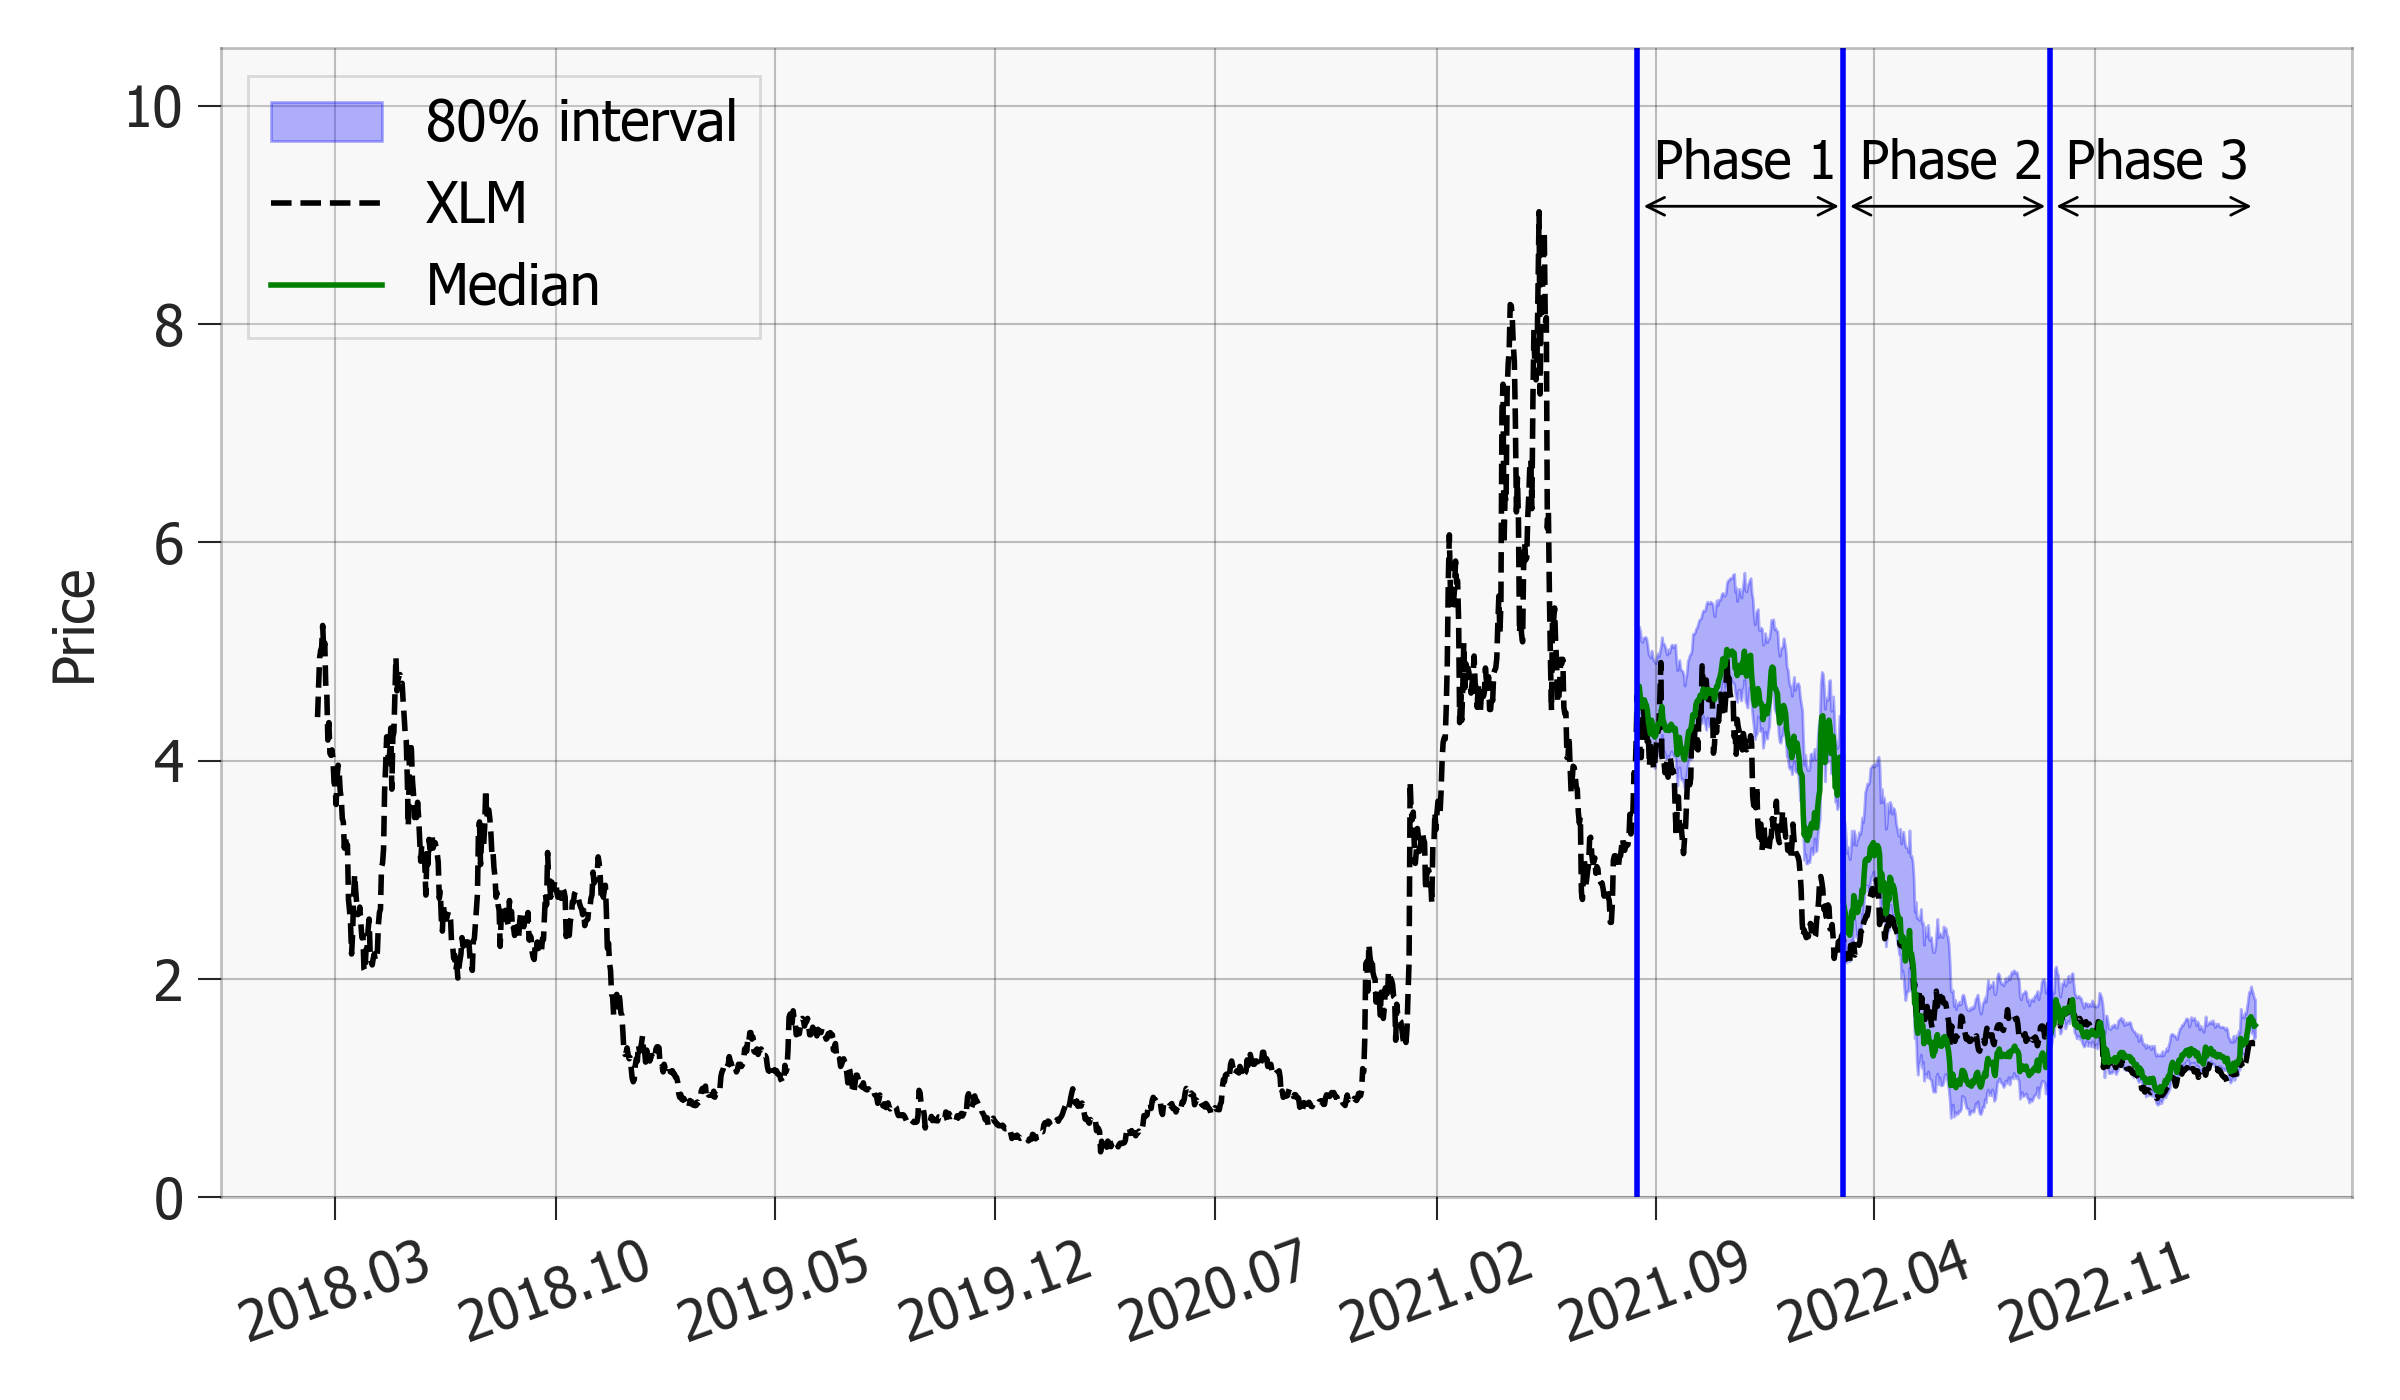 80% interval
XLM
Median
Phase 1
Phase 2
Phase 3
Price
10
8
6
4
2
0
2018.03
2018.10
2019.05
2019.12
2020.07
2021.02
2021.09
2022.04
2022.11